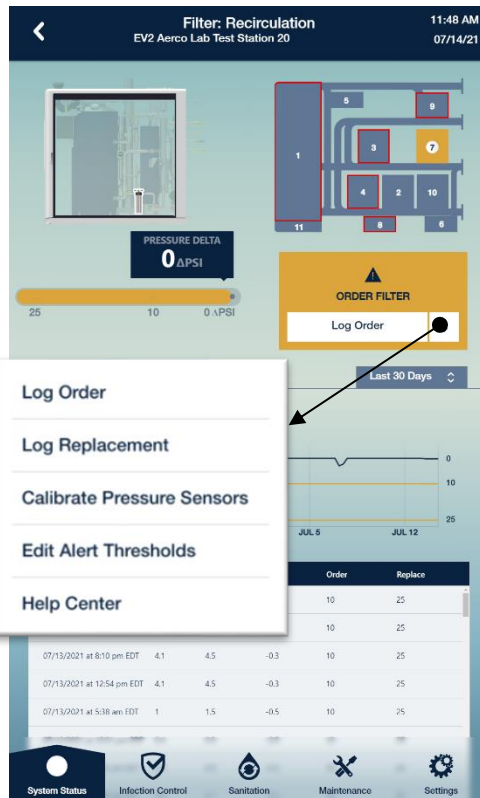 Filter: Recirculation
11:48 AM
EV2 Aerco Lab Test Station 20
07/14/21
5
9
1
3
7
4
2
10
11
8
6
PRESSURE DELTA
0 ΔPSI
25
10
0 ΔPSI
ORDER FILTER
Log Order
Last 30 Days
Log Order
Log Replacement
Calibrate Pressure Sensors
Edit Alert Thresholds
Help Center
0
10
25
JUL 5
JUL 12
Order Replace
10 25
10 25
07/13/2021 at 8:10 pm EDT 4.1 4.5 -0.3 10 25
07/13/2021 at 12:54 pm EDT 4.1 4.5 -0.3 10 25
07/13/2021 at 5:38 am EDT 1 1.5 -0.5 10 25
System Status
Infection Control
Sanitation
Maintenance
Settings